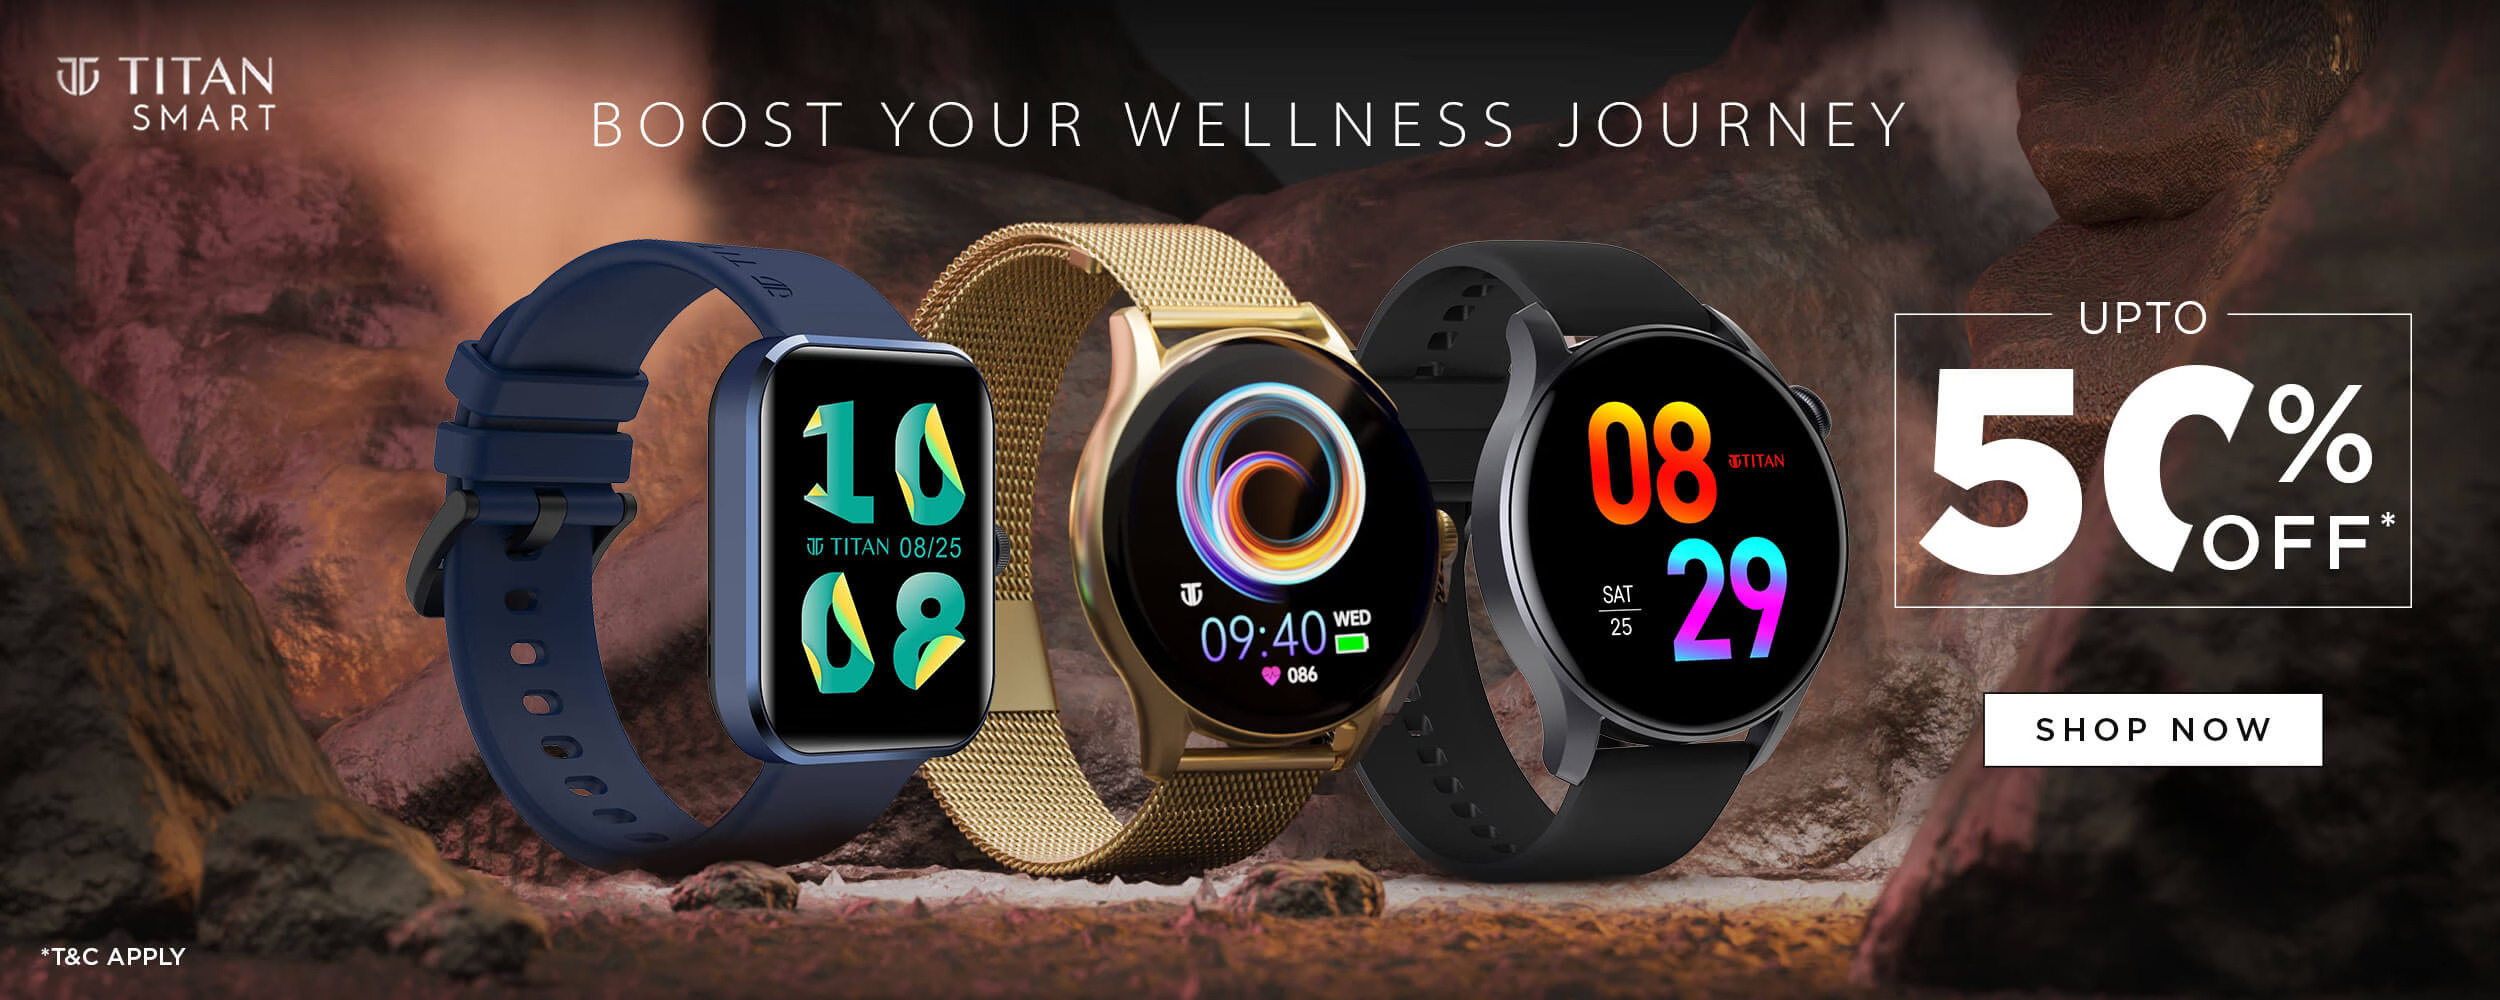 TITAN
SMART
BOOST YOUR WELLNESS JOURNEY
10
TITAN 08/25
08
09:40 WED
086
08 TITAN
SAT
25
29
UPTO
50%
OFF*
SHOP NOW
*T&C APPLY